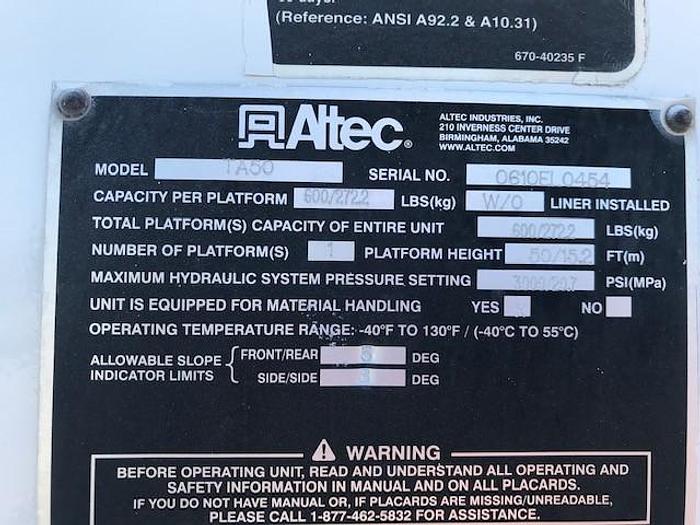 (Reference: ANSI A92.2 & A10.31)
670-40235 F
Altec®
ALTEC INDUSTRIES, INC.
210 INVERNESS CENTER DRIVE
BIRMINGHAM, ALABAMA 35242
WWW.ALTEC.COM
MODEL TA50 SERIAL NO. 0610FL0454
CAPACITY PER PLATFORM 600/272.2 LBS(kg) W/O LINER INSTALLED
TOTAL PLATFORM(S) CAPACITY OF ENTIRE UNIT 600/272.2 LBS(kg)
NUMBER OF PLATFORM(S) 1 PLATFORM HEIGHT 50/15.2 FT(m)
MAXIMUM HYDRAULIC SYSTEM PRESSURE SETTING 3000/20.7 PSI(MPa)
UNIT IS EQUIPPED FOR MATERIAL HANDLING YES NO
OPERATING TEMPERATURE RANGE: -40°F TO 130°F / (-40°C TO 55°C)
ALLOWABLE SLOPE FRONT/REAR 5 DEG
INDICATOR LIMITS SIDE/SIDE 3 DEG
WARNING
BEFORE OPERATING UNIT, READ AND UNDERSTAND ALL OPERATING AND
SAFETY INFORMATION IN MANUAL AND ON ALL PLACARDS.
IF YOU DO NOT HAVE MANUAL OR, IF PLACARDS ARE MISSING/UNREADABLE,
PLEASE CALL 1-877-462-5832 FOR ASSISTANCE.